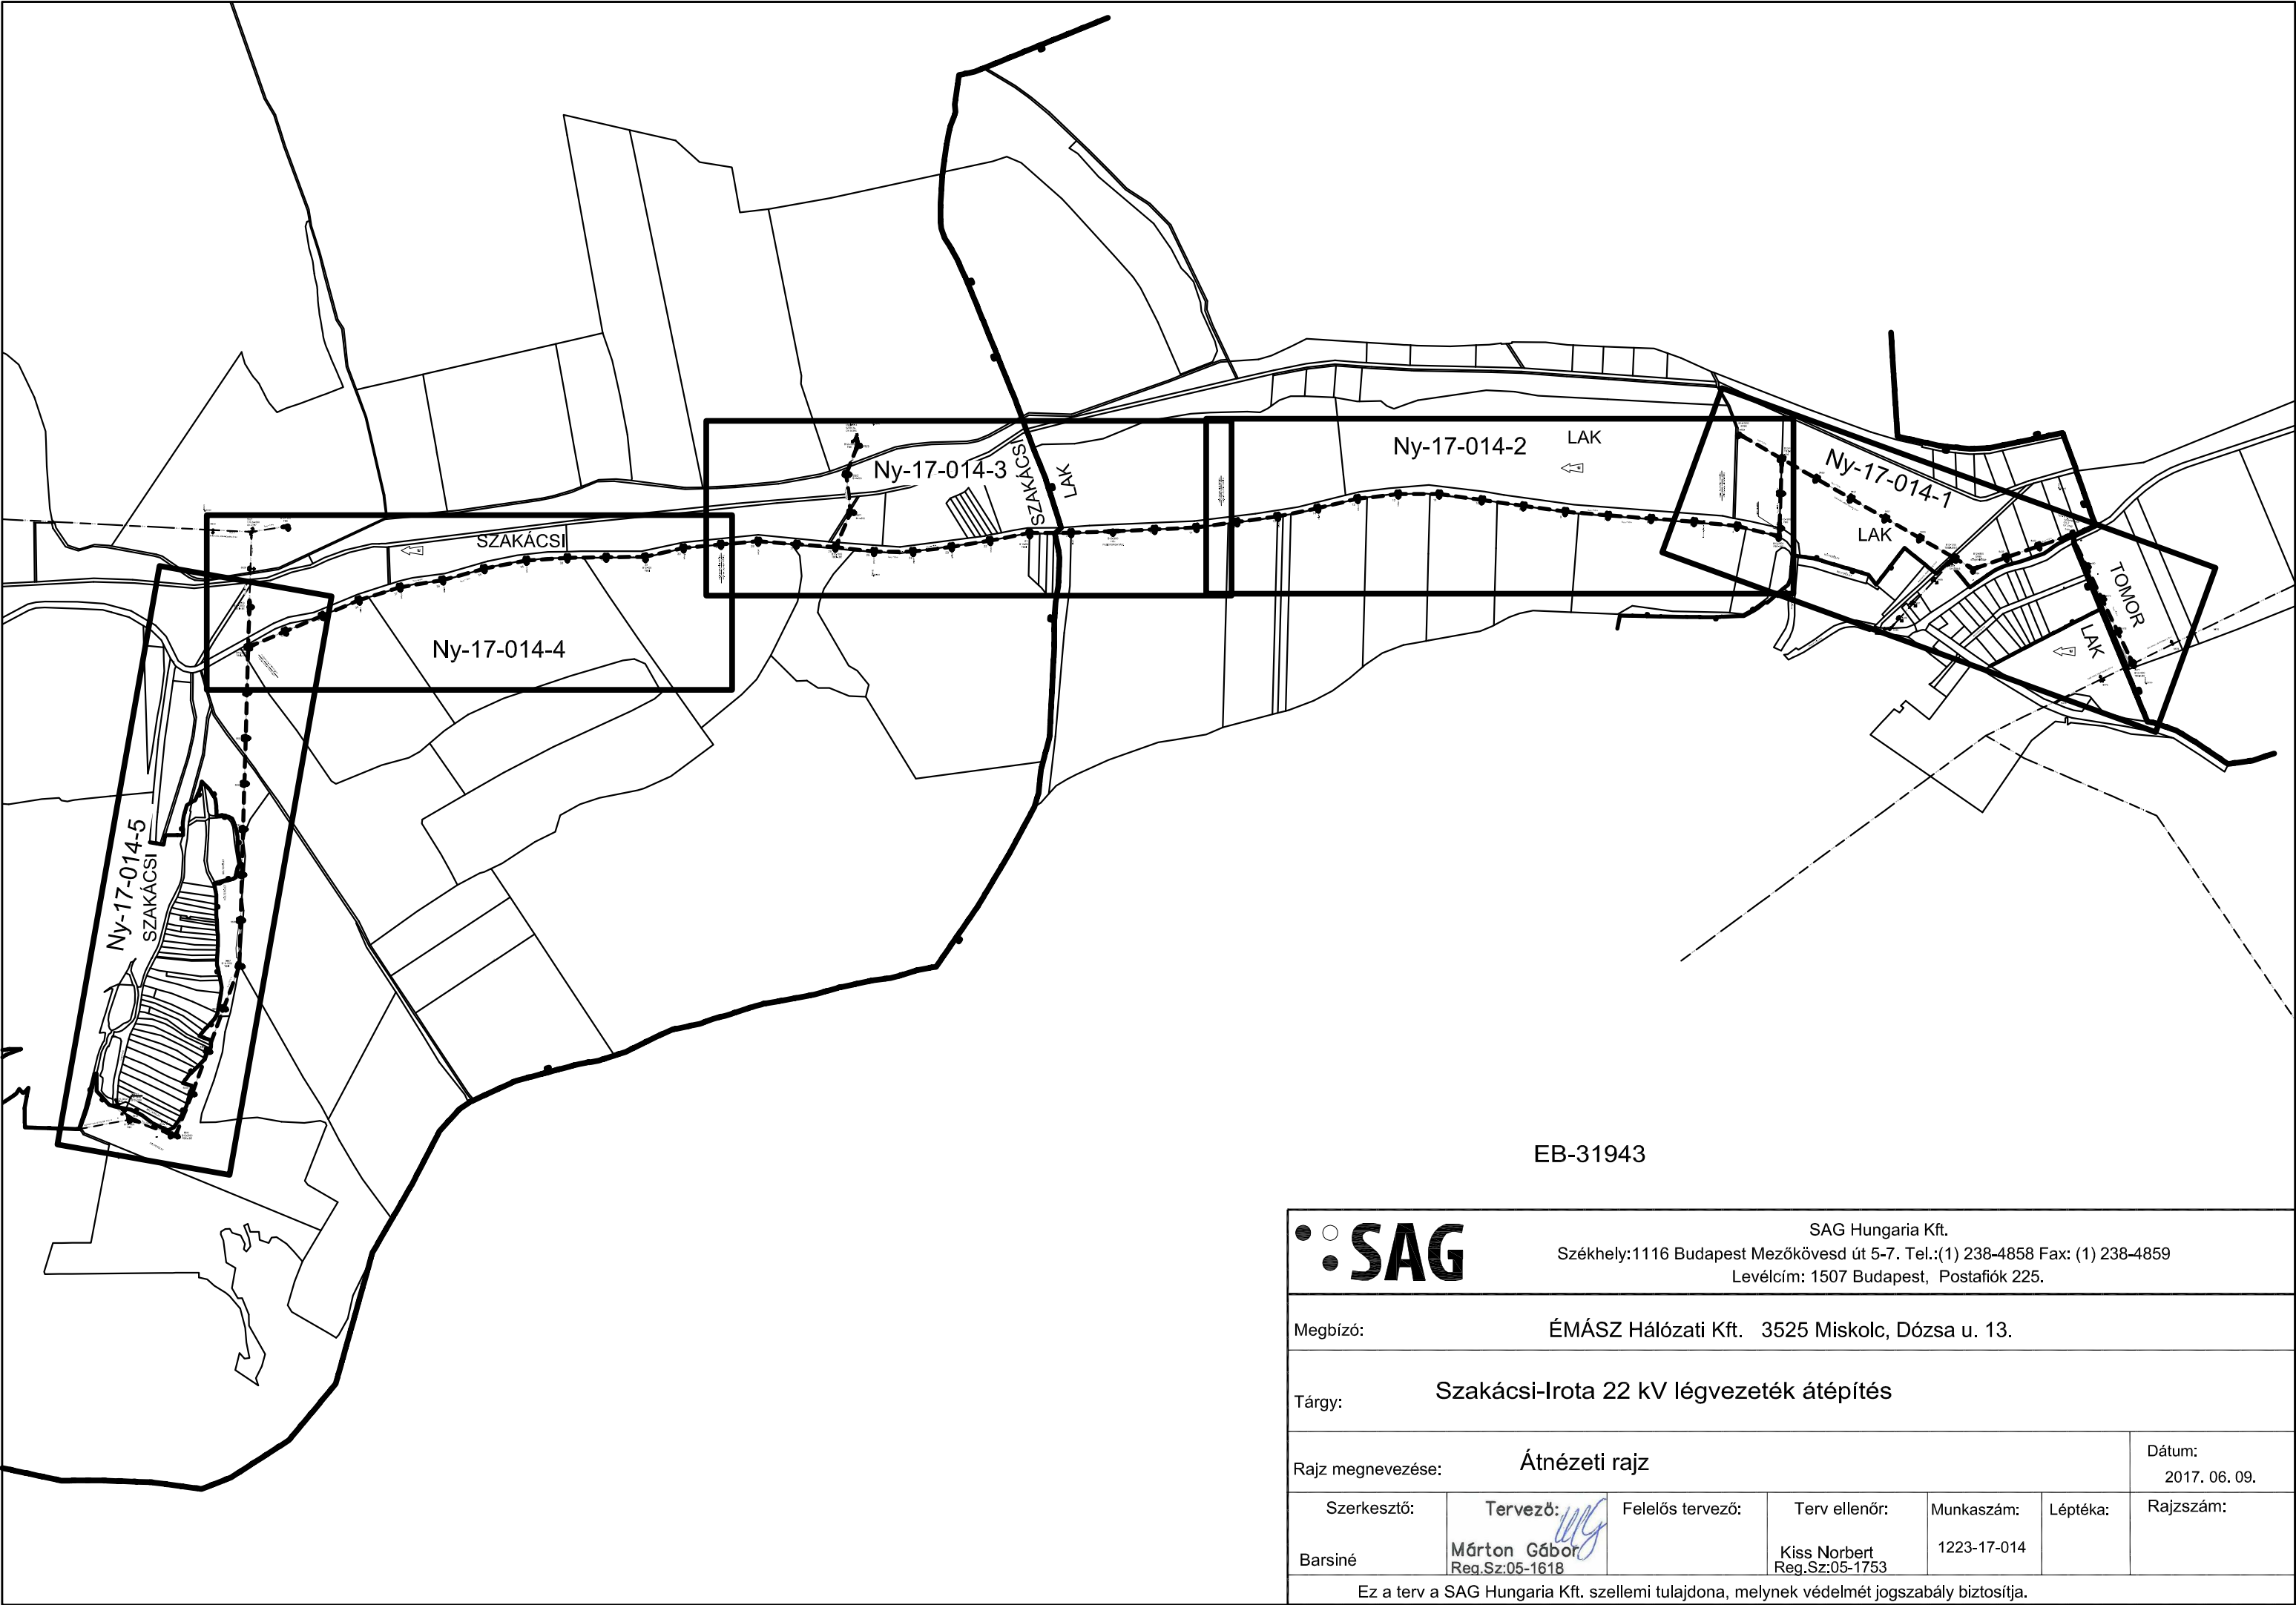 Ny-17-014-3
SZAKÁCSI
LAK
Ny-17-014-2
LAK
Ny-17-014-1
LAK
TOMOR
LAK
SZAKÁCSI
Ny-17-014-4
Ny-17-014-5
SZAKÁCSI
EB-31943
SAG
SAG Hungaria Kft.
Székhely:1116 Budapest Mezőkövesd út 5-7. Tel.:(1) 238-4858 Fax: (1) 238-4859
Levélcím: 1507 Budapest, Postafiók 225.
Megbízó: ÉMÁSZ Hálózati Kft. 3525 Miskolc, Dózsa u. 13.
Tárgy: Szakácsi-Irota 22 kV légvezeték átépítés
Rajz megnevezése: Átnézeti rajz
Dátum:
2017. 06. 09.
Szerkesztő: Tervező: Felelős tervező: Terv ellenőr: Munkaszám: Léptéka: Rajzszám:
Barsiné Márton Gábor Kiss Norbert 1223-17-014
Reg.Sz:05-1618 Reg.Sz:05-1753
Ez a terv a SAG Hungaria Kft. szellemi tulajdona, melynek védelmét jogszabály biztosítja.